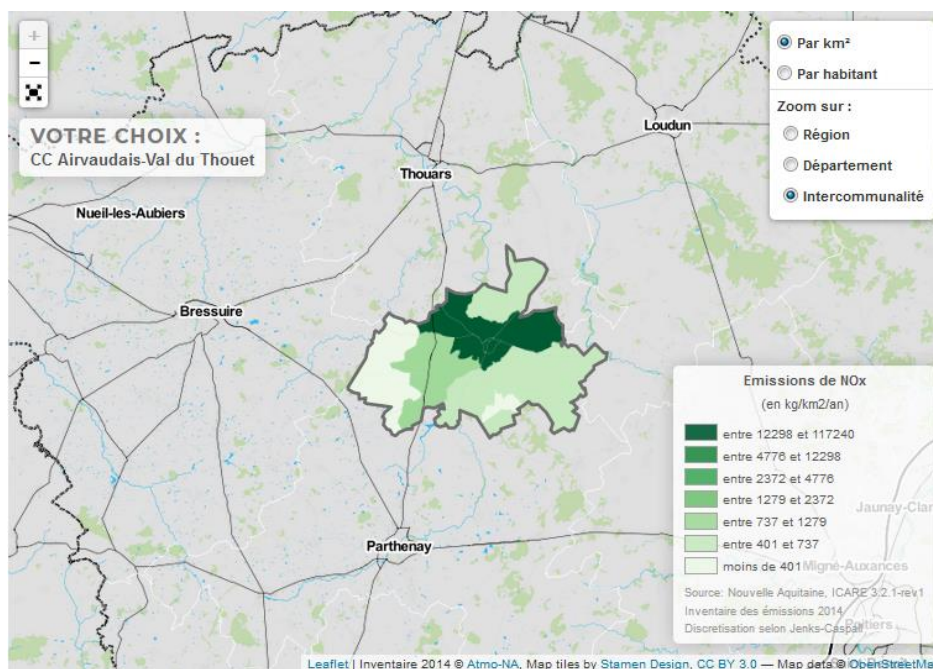 +
−
VOTRE CHOIX :
CC Airvaudais-Val du Thouet
Par km²
Par habitant
Zoom sur :
Région
Département
Intercommunalité
Loudun
Thouars
Nueil-les-Aubiers
Bressuire
Parthenay
Emissions de NOx
(en kg/km2/an)
entre 12298 et 117240
entre 4776 et 12298
entre 2372 et 4776
entre 1279 et 2372
entre 737 et 1279
entre 401 et 737
moins de 401
Jaunay-Clan
Migné-Auxances
Source: Nouvelle Aquitaine, ICARE 3.2.1-rev1
Inventaire des émissions 2014
Discretisation selon Jenks-Caspall
Poitiers
Leaflet | Inventaire 2014 © Atmo-NA, Map tiles by Stamen Design, CC BY 3.0 — Map data © OpenStreetMa